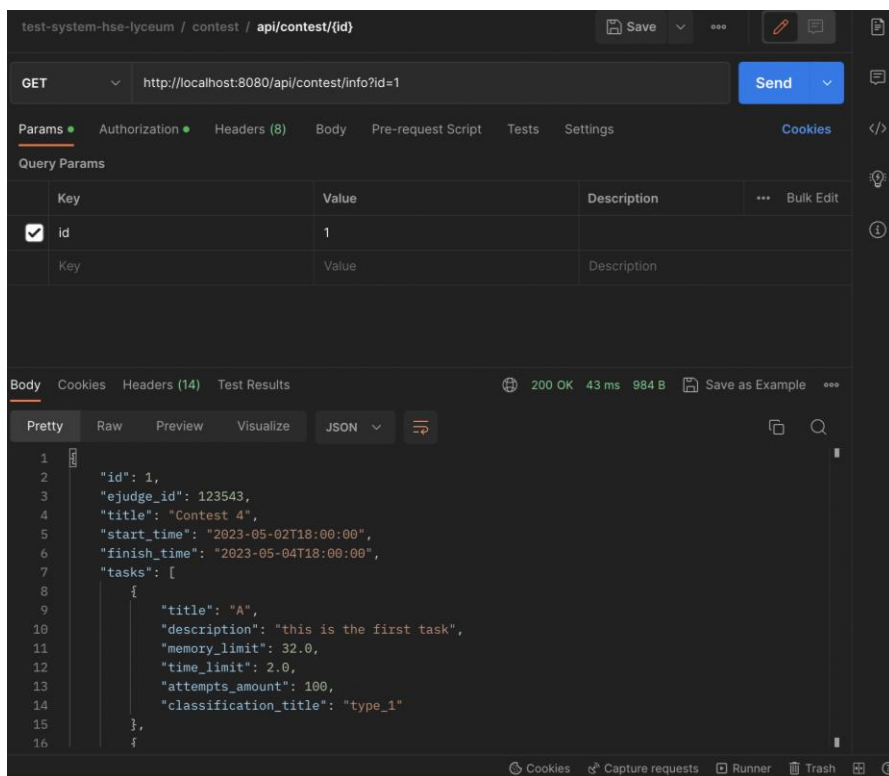 test-system-hse-lyceum / contest / api/contest/{id} Save
GET http://localhost:8080/api/contest/info?id=1 Send
Params Authorization Headers (8) Body Pre-request Script Tests Settings Cookies
Query Params
Key Value Description Bulk Edit
id 1
Key Value Description
Body Cookies Headers (14) Test Results 200 OK 43 ms 984 B Save as Example
Pretty Raw Preview Visualize JSON
1 {
2 "id": 1,
3 "ejudge_id": 123543,
4 "title": "Contest 4",
5 "start_time": "2023-05-02T18:00:00",
6 "finish_time": "2023-05-04T18:00:00",
7 "tasks": [
8 {
9 "title": "A",
10 "description": "this is the first task",
11 "memory_limit": 32.0,
12 "time_limit": 2.0,
13 "attempts_amount": 100,
14 "classification_title": "type_1"
15 },
16 {
Cookies Capture requests Runner Trash